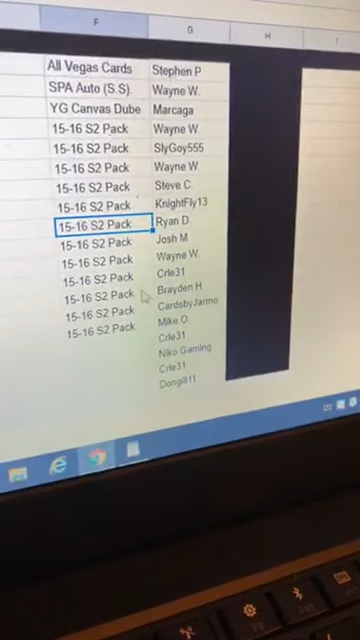 F G H I
All Vegas Cards Stephen P
SPA Auto (S.S). Wayne W.
YG Canvas Dube Marcaga
15-16 S2 Pack Wayne W.
15-16 S2 Pack SlyGoy555
15-16 S2 Pack Wayne W.
15-16 S2 Pack Steve C.
15-16 S2 Pack KnightFly13
15-16 S2 Pack Ryan D.
15-16 S2 Pack Josh M
15-16 S2 Pack Wayne W.
15-16 S2 Pack Crle31
15-16 S2 Pack Brayden H
15-16 S2 Pack CardsbyJarmo
15-16 S2 Pack Mike O.
Crle31
Niko Gaming
Crle31
Dongill11